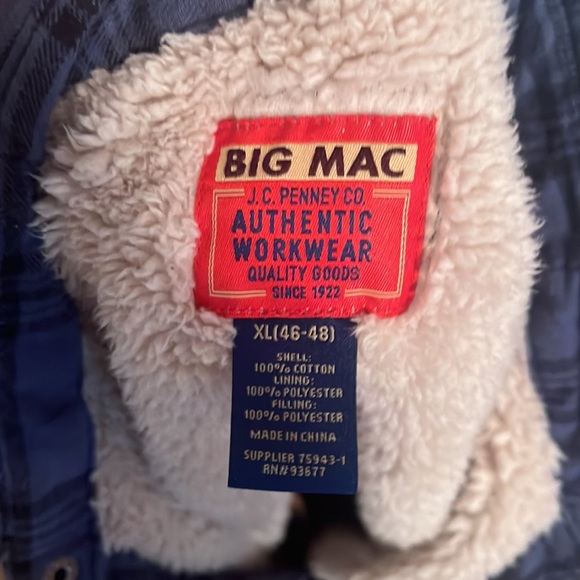 BIG MAC
J.C. PENNEY CO.
AUTHENTIC
WORKWEAR
QUALITY GOODS
SINCE 1922
XL(46-48)
SHELL:
100% COTTON
LINING:
100% POLYESTER
FILLING:
100% POLYESTER
MADE IN CHINA
SUPPLIER 75943-1
RN#93677